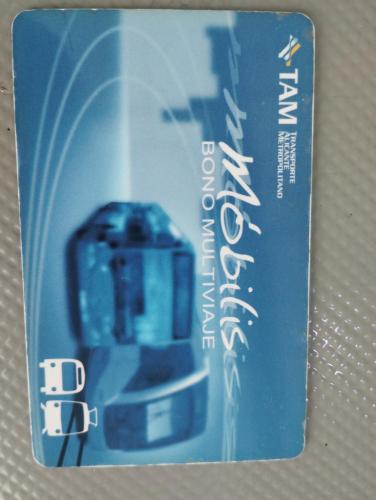 TAM
TRANSPORTE
ALICANTE
METROPOLITANO
Móbilis
BONO MULTIVIAJE